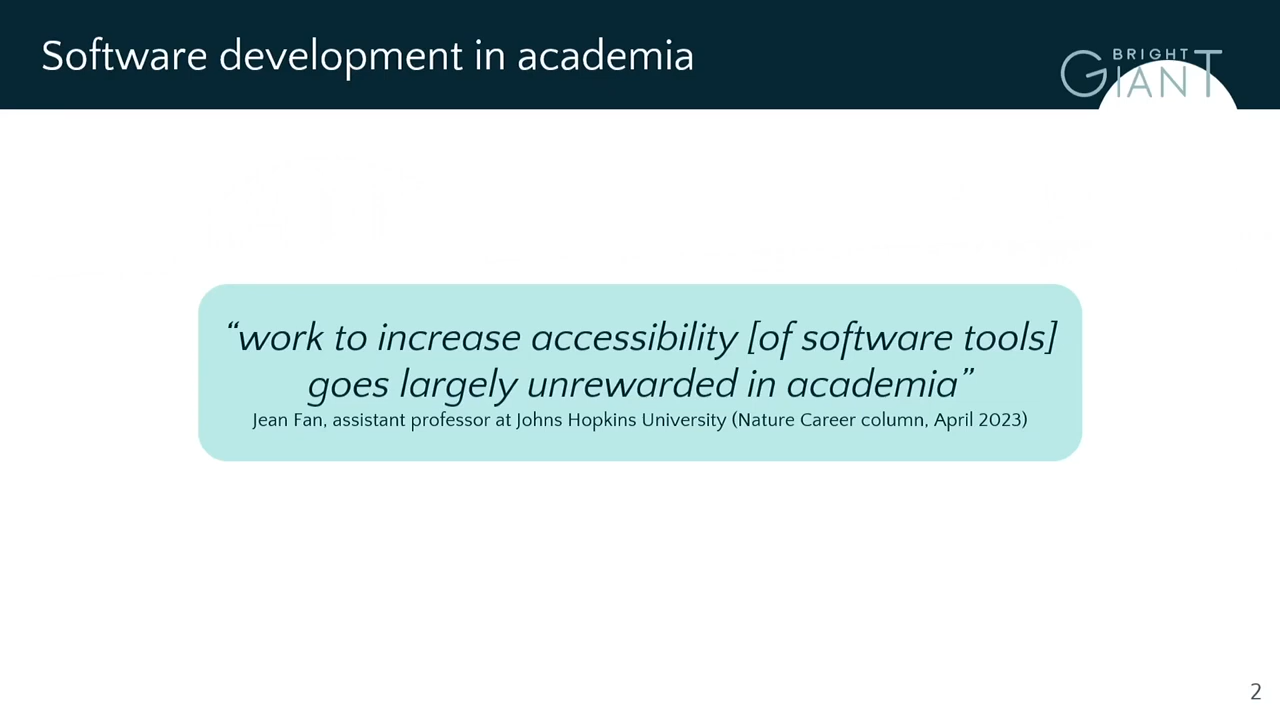 Software development in academia
BRIGHT
GIANT
“work to increase accessibility [of software tools]
goes largely unrewarded in academia”
Jean Fan, assistant professor at Johns Hopkins University (Nature Career column, April 2023)
2